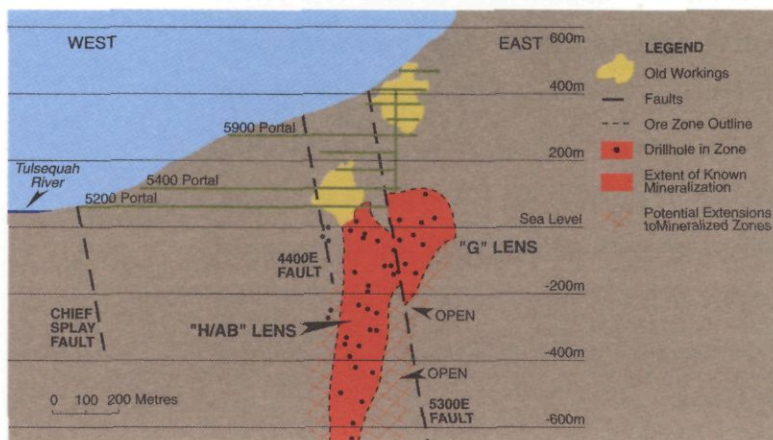 WEST
EAST
600m
400m
200m
Sea Level
-200m
-400m
-600m
5900 Portal
Tulsequah
River
5400 Portal
5200 Portal
4400E
FAULT
"G" LENS
CHIEF
SPLAY
FAULT
"H/AB" LENS
OPEN
OPEN
5300E
FAULT
0 100 200 Metres
LEGEND
Old Workings
Faults
Ore Zone Outline
Drillhole in Zone
Extent of Known
Mineralization
Potential Extensions
toMineralized Zones